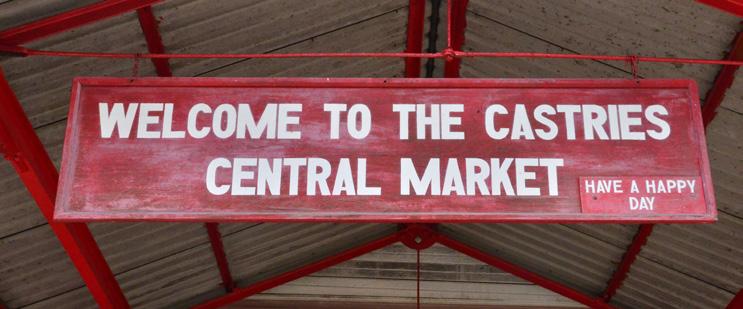 WELCOME TO THE CASTRIES
CENTRAL MARKET
HAVE A HAPPY
DAY